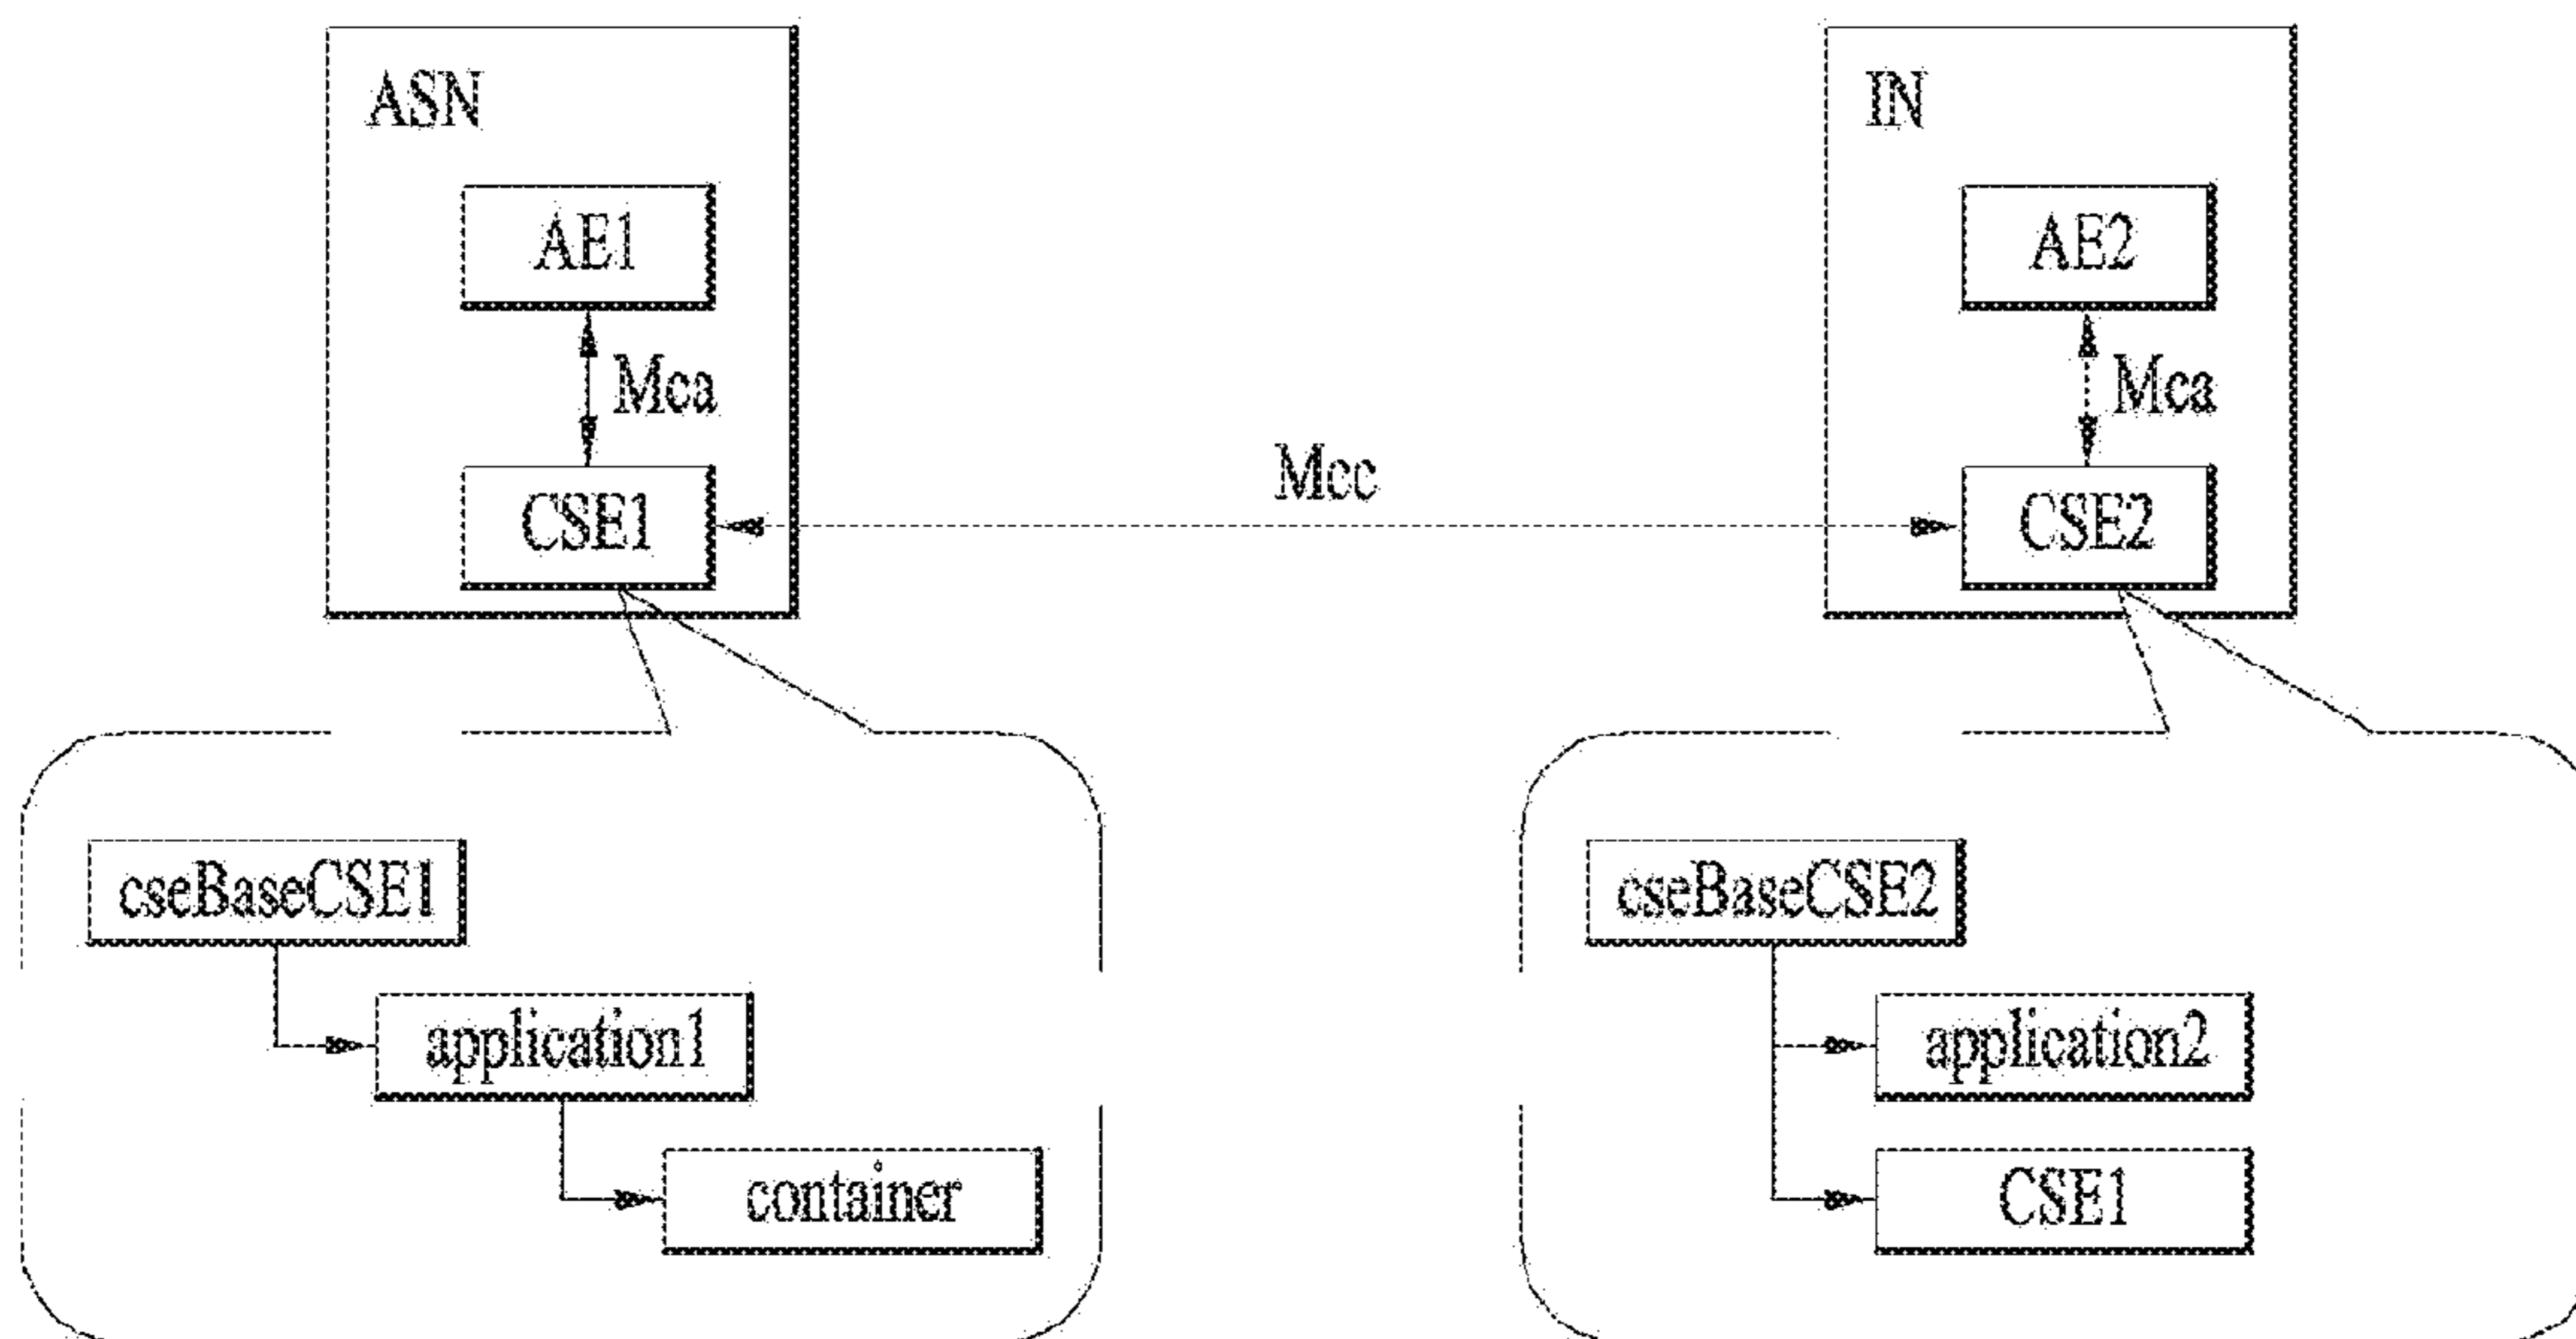 ASN
IN
AE1
AE2
Mca
Mca
Mcc
CSE1
CSE2
cseBaseCSE1
cseBaseCSE2
application1
application2
container
CSE1